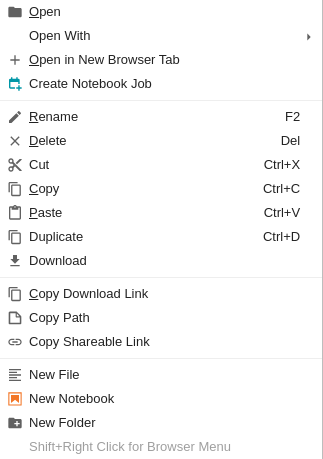 Open
Open With
Open in New Browser Tab
Create Notebook Job
Rename F2
Delete Del
Cut Ctrl+X
Copy Ctrl+C
Paste Ctrl+V
Duplicate Ctrl+D
Download
Copy Download Link
Copy Path
Copy Shareable Link
New File
New Notebook
New Folder
Shift+Right Click for Browser Menu